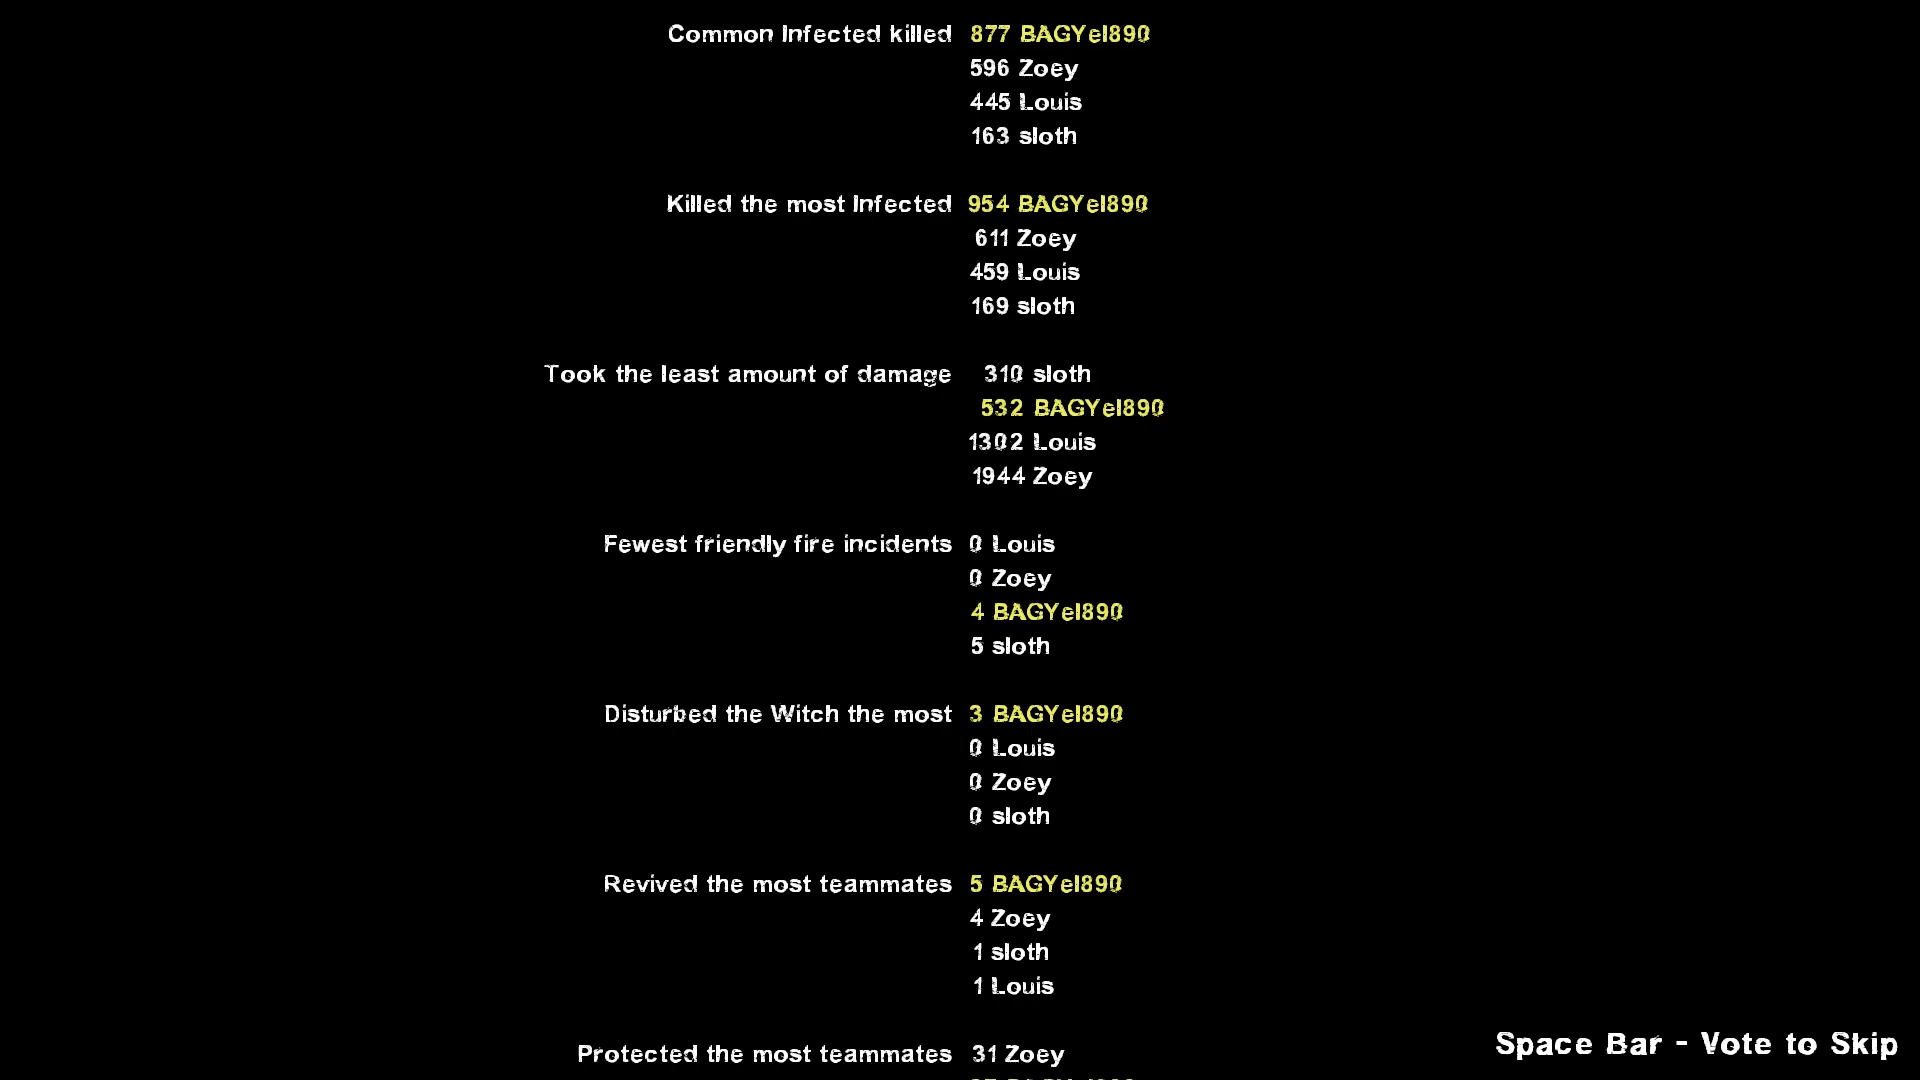 Common Infected killed 877 BAGYel890
596 Zoey
445 Louis
163 sloth
Killed the most Infected 954 BAGYel890
611 Zoey
459 Louis
169 sloth
Took the least amount of damage 310 sloth
532 BAGYel890
1302 Louis
1944 Zoey
Fewest friendly fire incidents 0 Louis
0 Zoey
4 BAGYel890
5 sloth
Disturbed the Witch the most 3 BAGYel890
0 Louis
0 Zoey
0 sloth
Revived the most teammates 5 BAGYel890
4 Zoey
1 sloth
1 Louis
Protected the most teammates 31 Zoey
Space Bar - Vote to Skip